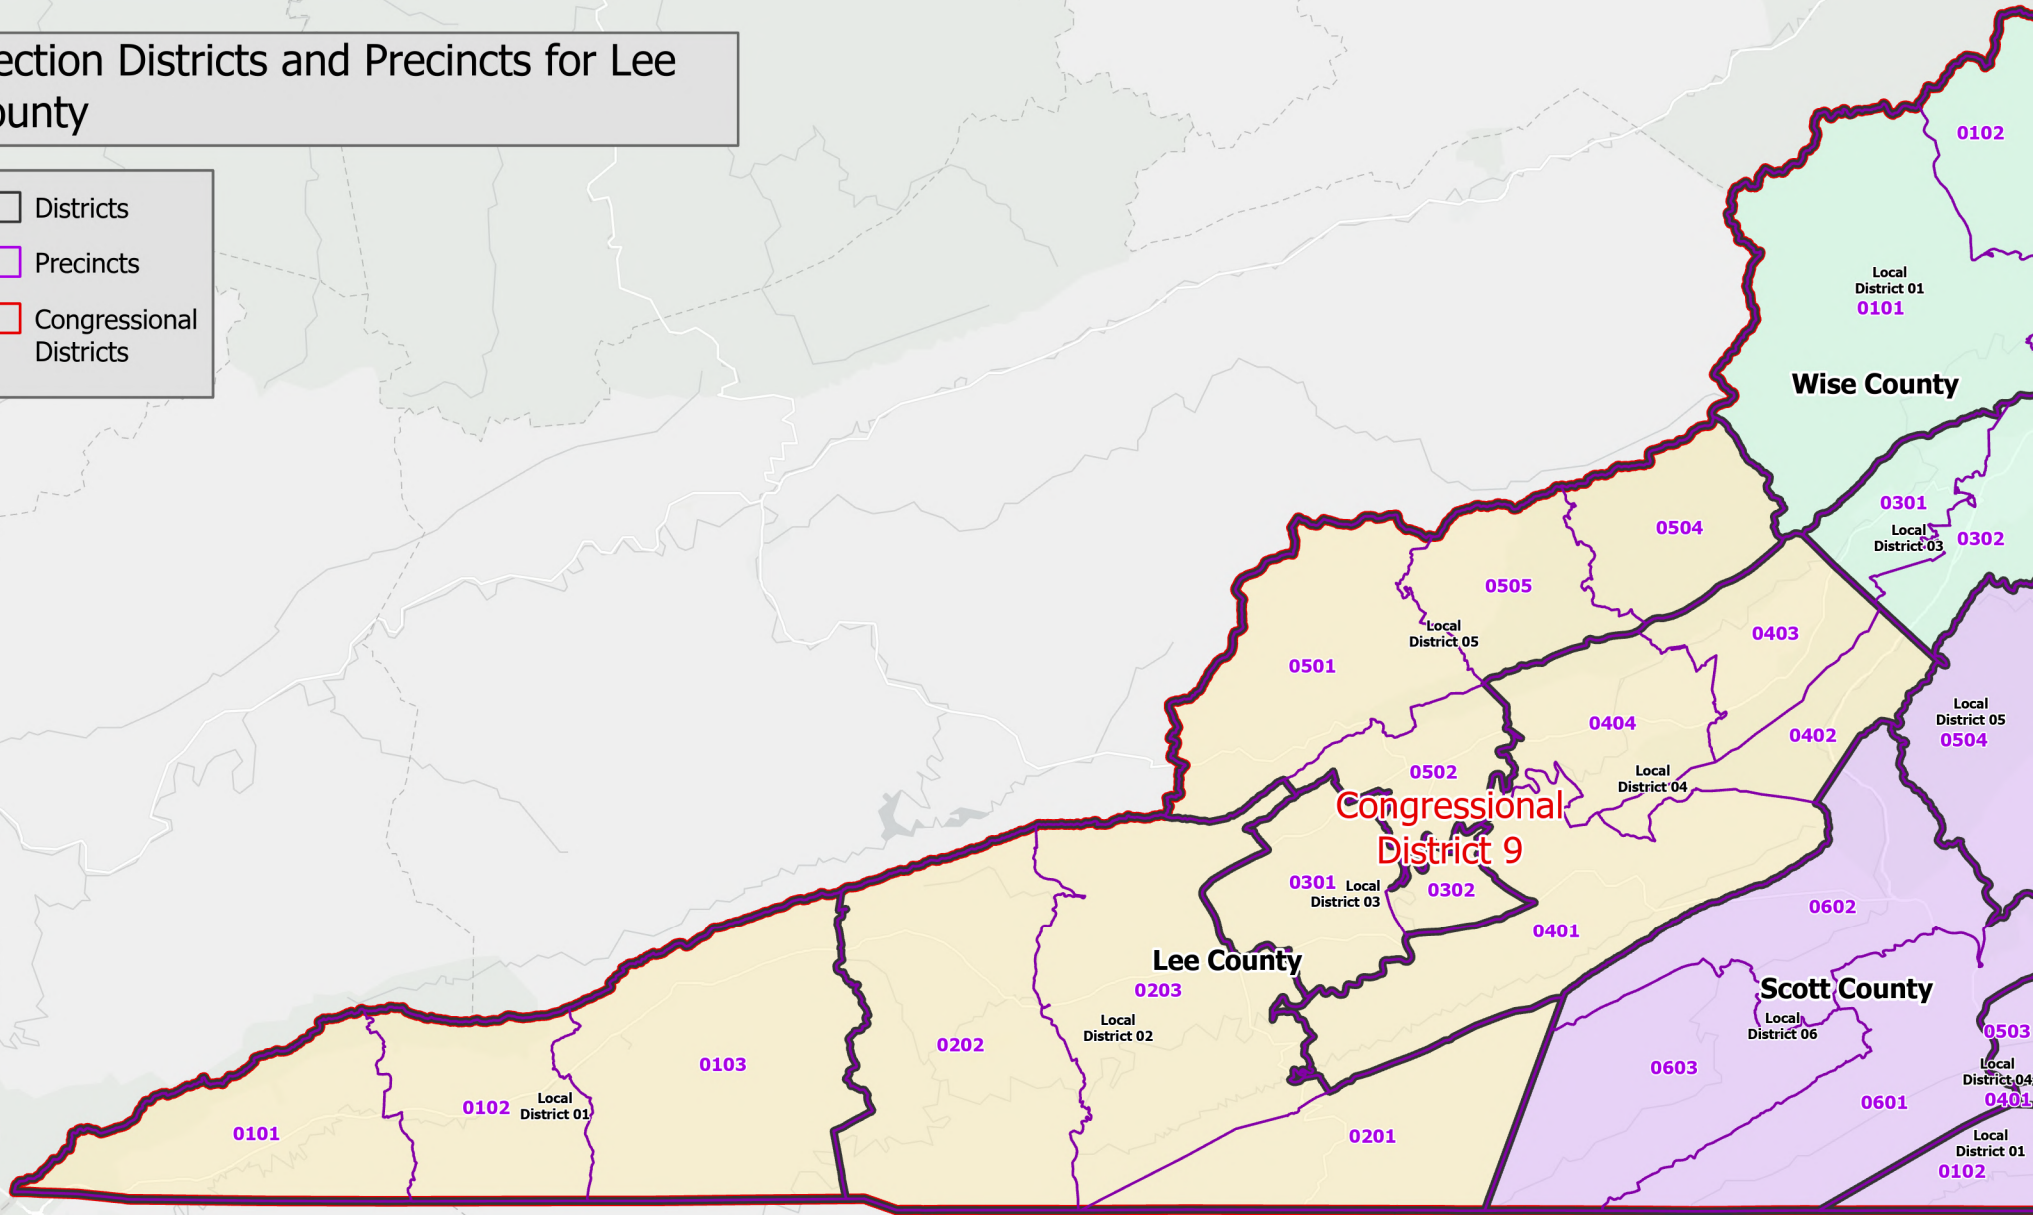 ection Districts and Precincts for Lee
ounty
Districts
Precincts
Congressional
Districts
0102
Local
District 01
0101
Wise County
0301
Local
District 03
0302
0504
0505
0403
Local
District 05
0501
0404
0402
Local
District 05
0504
0502
Local
District 04
Congressional
District 9
0301
Local
District 03
0302
0401
0602
Lee County
0203
Scott County
Local
District 02
Local
District 06
0503
0202
0103
0603
Local
District 04
0401
0102
Local
District 01
0101
0601
0201
Local
District 01
0102